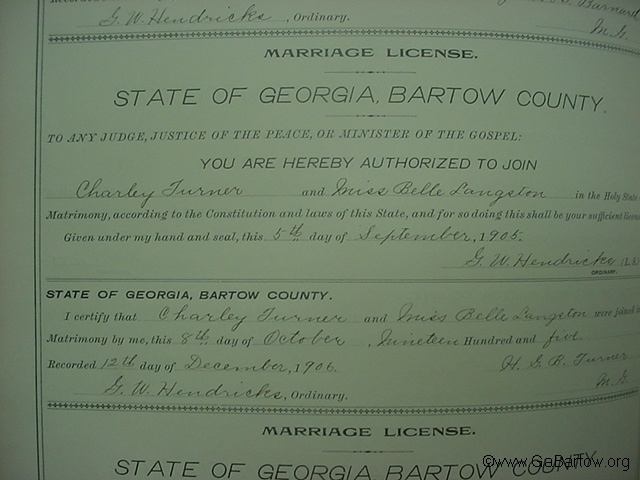 G. W. Hendricks, Ordinary. Barnard
M. G.
MARRIAGE LICENSE.
STATE OF GEORGIA, BARTOW COUNTY.
TO ANY JUDGE, JUSTICE OF THE PEACE, OR MINISTER OF THE GOSPEL:
YOU ARE HEREBY AUTHORIZED TO JOIN
Charley Turner and Miss Belle Langston in the Holy State
Matrimony, according to the Constitution and laws of this State, and for so doing this shall be your sufficient
Given under my hand and seal, this 5th day of September, 1905.
G. W. Hendricks
ORDINARY.
STATE OF GEORGIA, BARTOW COUNTY.
I certify that Charley Turner and Miss Belle Langston were joined
Matrimony by me, this 8th day of October, Nineteen Hundred and five
Recorded 12th day of December, 1906. H. G. B. Turner
G. W. Hendricks, Ordinary. M. G.
MARRIAGE LICENSE.
STATE OF GEORGIA, BARTOW COUNTY
©www.GoBartow.org